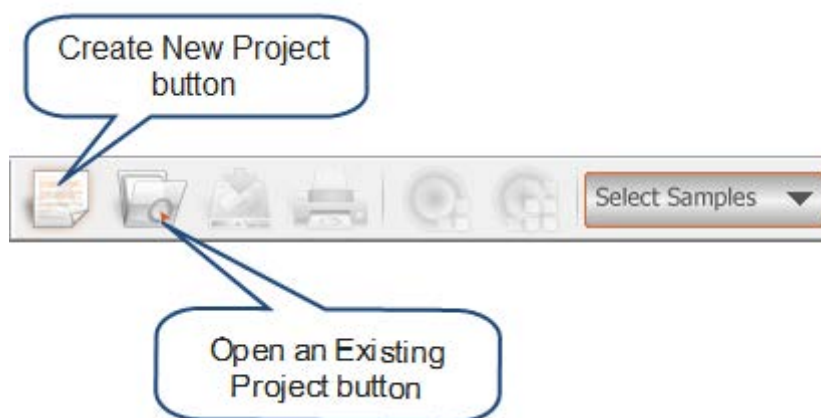 Create New Project
button
Select Samples
Open an Existing
Project button